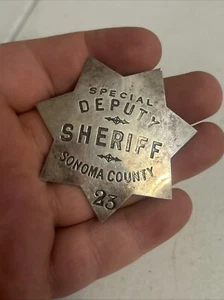 SPECIAL
DEPUTY
SHERIFF
SONOMA COUNTY
23